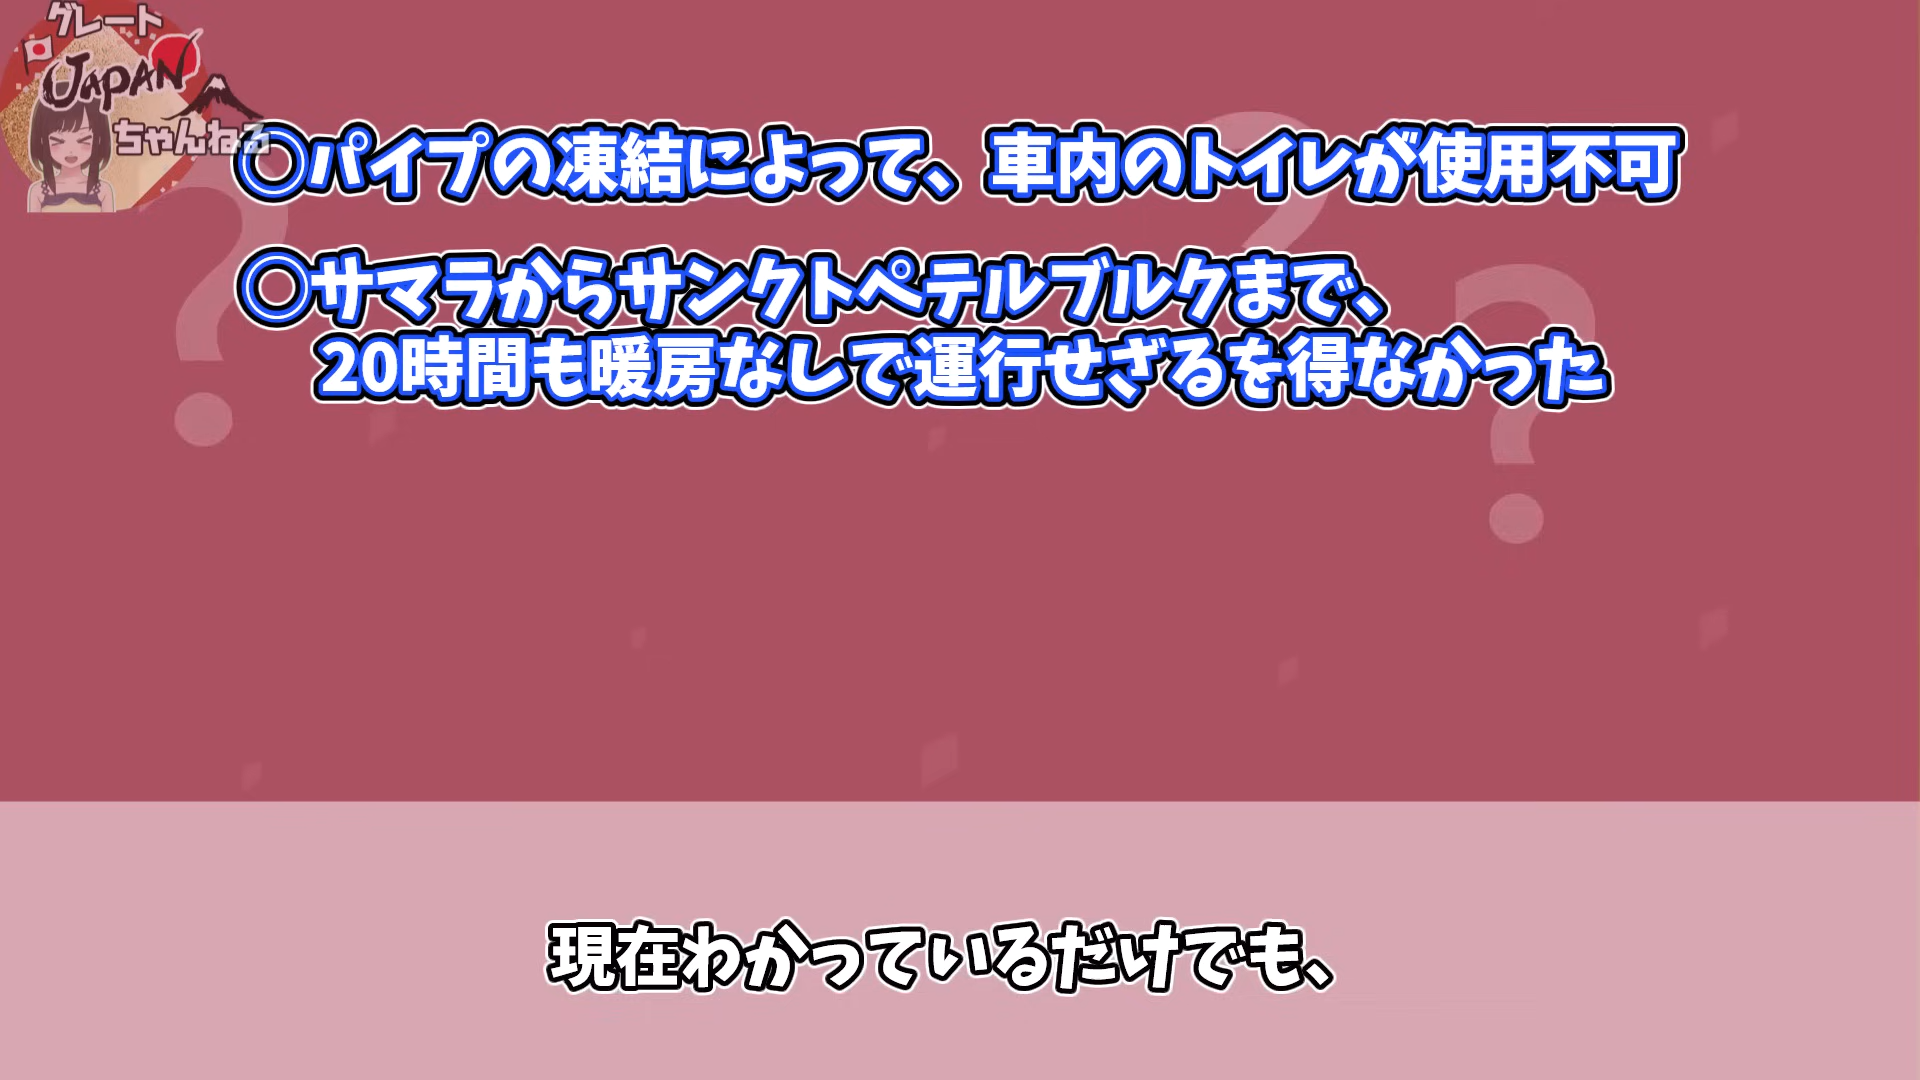 グレート
JAPAN
ちゃんねる
○パイプの凍結によって、車内のトイレが使用不可
○サマラからサンクトペテルブルクまで、
20時間も暖房なしで運行せざるを得なかった
現在わかっているだけでも、